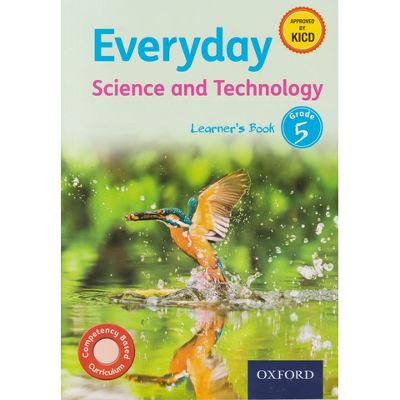 Everyday
APPROVED
BY
KICD
Science and Technology
Learner's Book
Grade
5
Competency Based
Curriculum
OXFORD